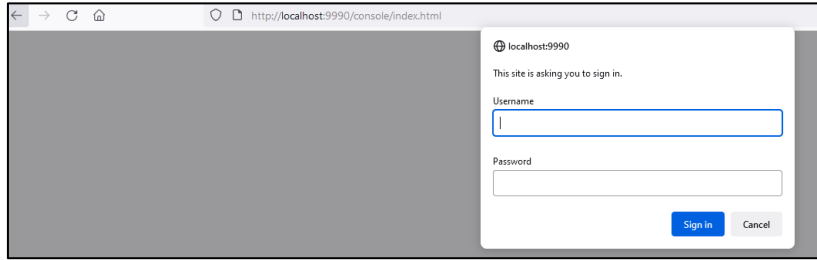 http://localhost:9990/console/index.html
localhost:9990
This site is asking you to sign in.
Username
Password
Sign in Cancel